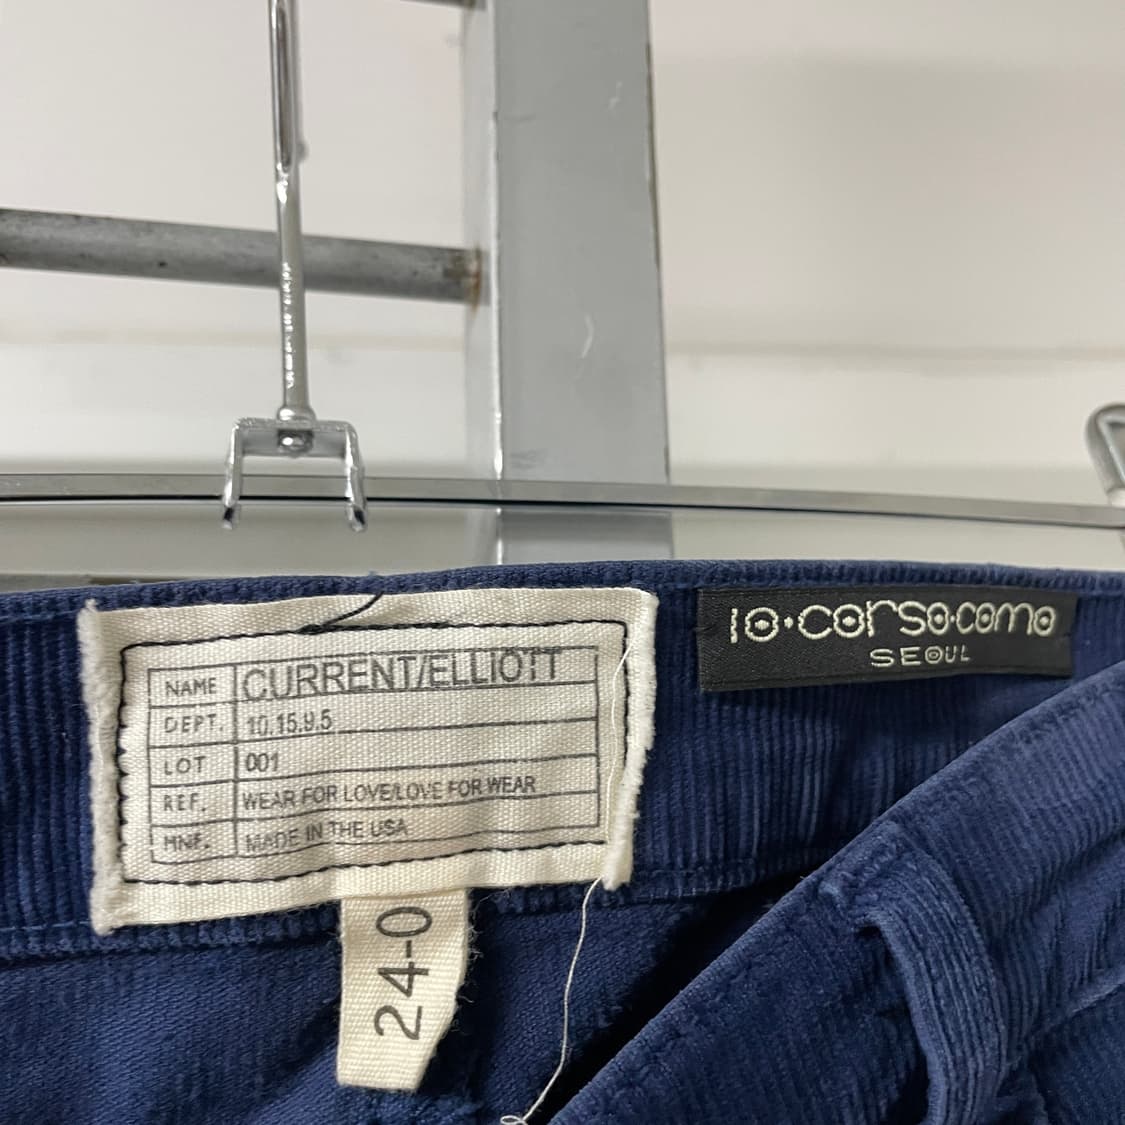 NAME CURRENT/ELLIOTT
DEPT. 10.15.9.5
LOT 001
REF. WEAR FOR LOVE/LOVE FOR WEAR
MNF. MADE IN THE USA
24-0
10·CORSO·COMO
SEOUL